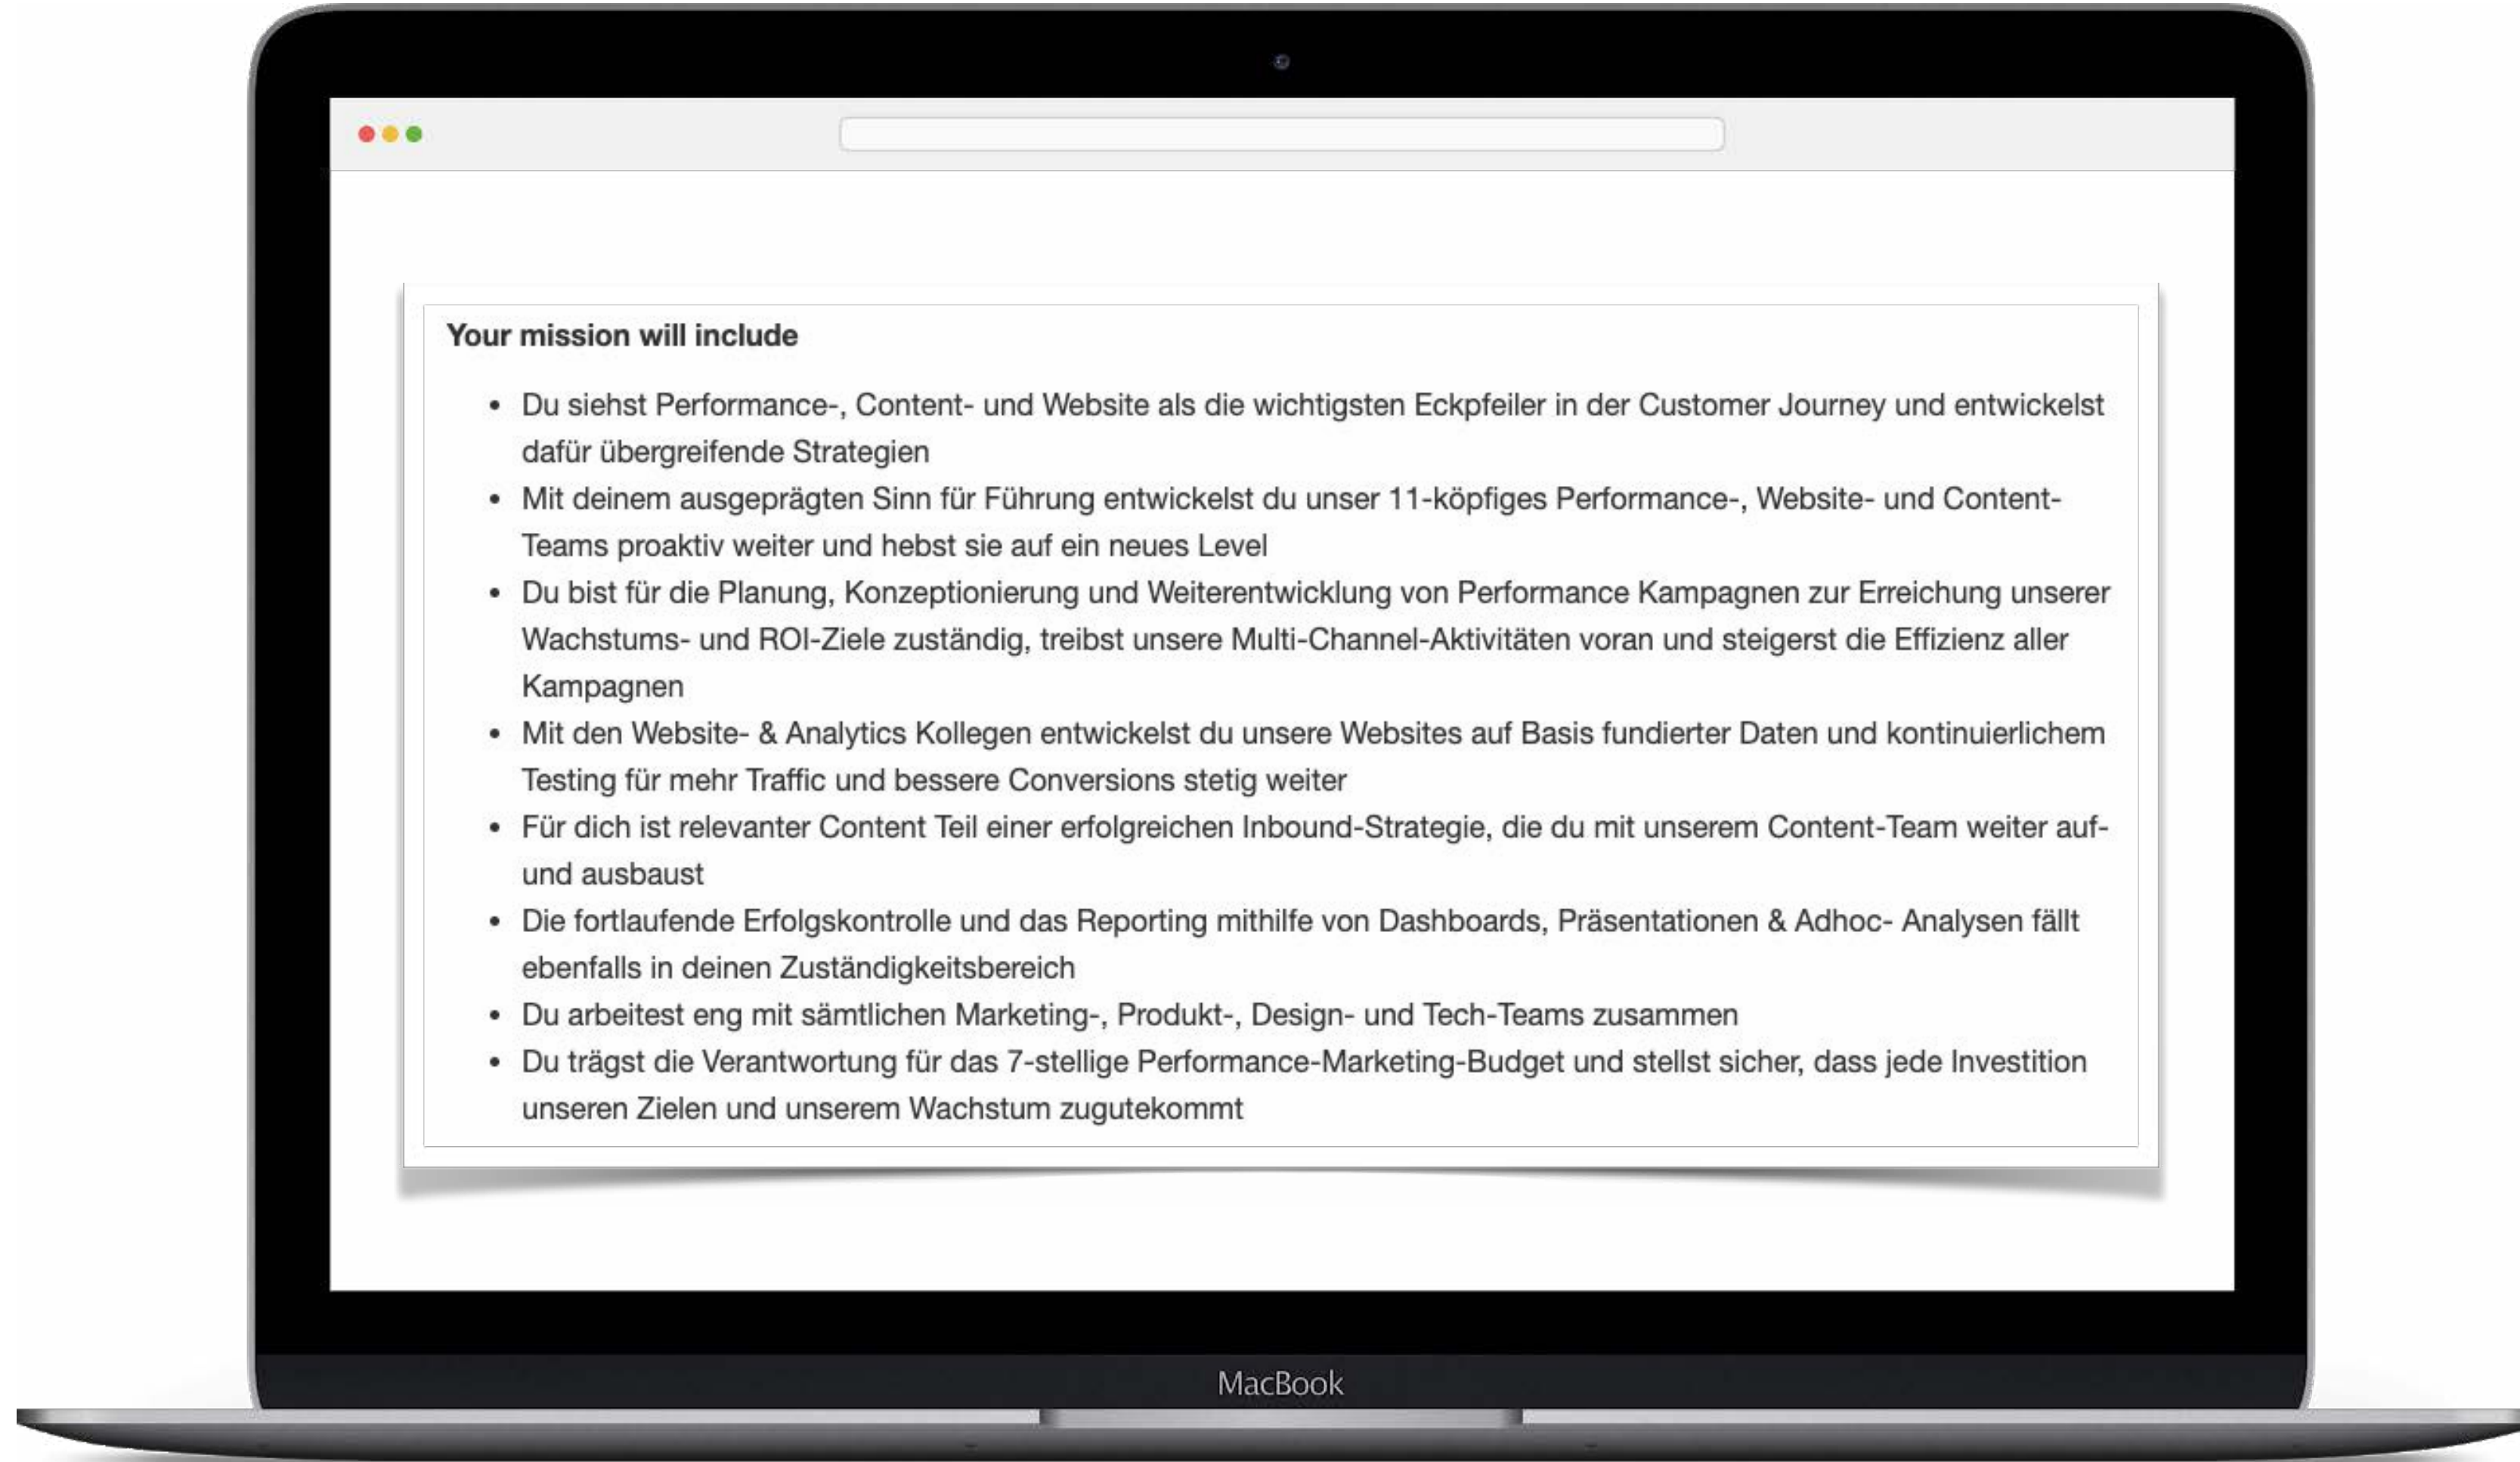 Your mission will include
• Du siehst Performance-, Content- und Website als die wichtigsten Eckpfeiler in der Customer Journey und entwickelst
dafür übergreifende Strategien
• Mit deinem ausgeprägten Sinn für Führung entwickelst du unser 11-köpfiges Performance-, Website- und Content-
Teams proaktiv weiter und hebst sie auf ein neues Level
• Du bist für die Planung, Konzeptionierung und Weiterentwicklung von Performance Kampagnen zur Erreichung unserer
Wachstums- und ROI-Ziele zuständig, treibst unsere Multi-Channel-Aktivitäten voran und steigerst die Effizienz aller
Kampagnen
• Mit den Website- & Analytics Kollegen entwickelst du unsere Websites auf Basis fundierter Daten und kontinuierlichem
Testing für mehr Traffic und bessere Conversions stetig weiter
• Für dich ist relevanter Content Teil einer erfolgreichen Inbound-Strategie, die du mit unserem Content-Team weiter auf-
und ausbaust
• Die fortlaufende Erfolgskontrolle und das Reporting mithilfe von Dashboards, Präsentationen & Adhoc- Analysen fällt
ebenfalls in deinen Zuständigkeitsbereich
• Du arbeitest eng mit sämtlichen Marketing-, Produkt-, Design- und Tech-Teams zusammen
• Du trägst die Verantwortung für das 7-stellige Performance-Marketing-Budget und stellst sicher, dass jede Investition
unseren Zielen und unserem Wachstum zugutekommt
MacBook